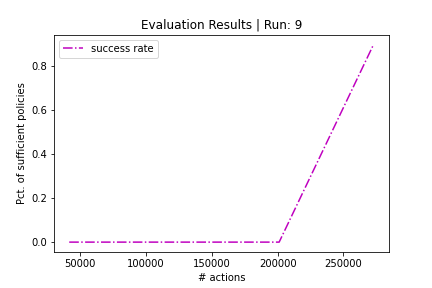 Evaluation Results | Run: 9
success rate
Pct. of sufficient policies
0.8
0.6
0.4
0.2
0.0
50000 100000 150000 200000 250000
# actions